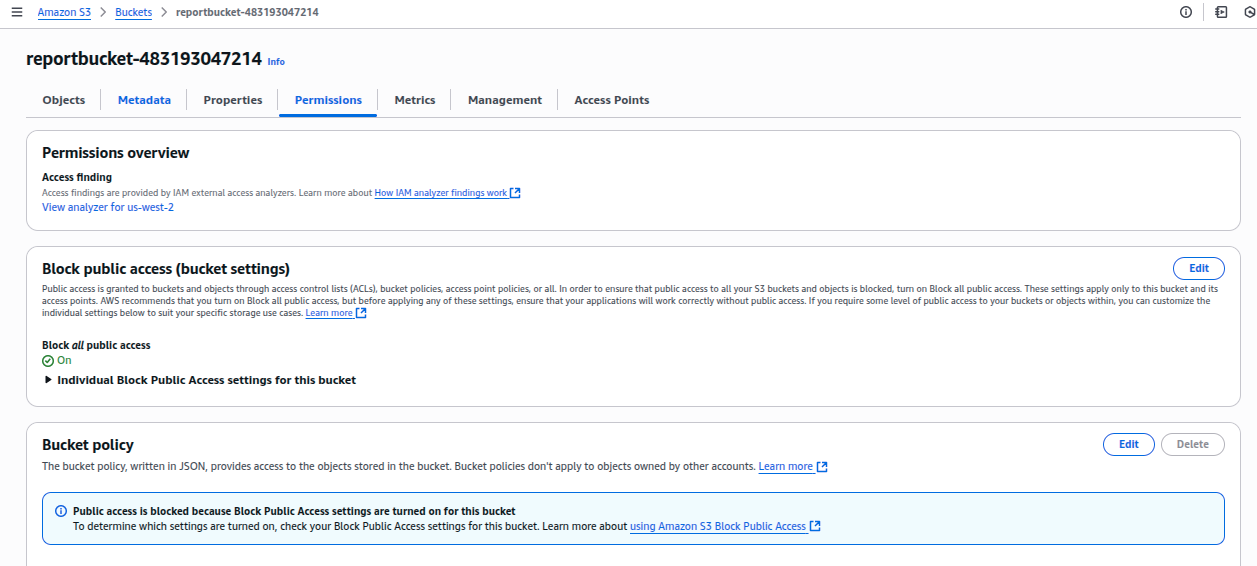 Amazon S3 > Buckets > reportbucket-483193047214
reportbucket-483193047214 Info
Objects Metadata Properties Permissions Metrics Management Access Points
Permissions overview
Access finding
Access findings are provided by IAM external access analyzers. Learn more about How IAM analyzer findings work
View analyzer for us-west-2
Block public access (bucket settings) Edit
Public access is granted to buckets and objects through access control lists (ACLs), bucket policies, access point policies, or all. In order to ensure that public access to all your S3 buckets and objects is blocked, turn on Block all public access. These settings apply only to this bucket and its
access points. AWS recommends that you turn on Block all public access, but before applying any of these settings, ensure that your applications will work correctly without public access. If you require some level of public access to your buckets or objects within, you can customize the
individual settings below to suit your specific storage use cases. Learn more
Block all public access
On
Individual Block Public Access settings for this bucket
Bucket policy Edit Delete
The bucket policy, written in JSON, provides access to the objects stored in the bucket. Bucket policies don't apply to objects owned by other accounts. Learn more
Public access is blocked because Block Public Access settings are turned on for this bucket
To determine which settings are turned on, check your Block Public Access settings for this bucket. Learn more about using Amazon S3 Block Public Access